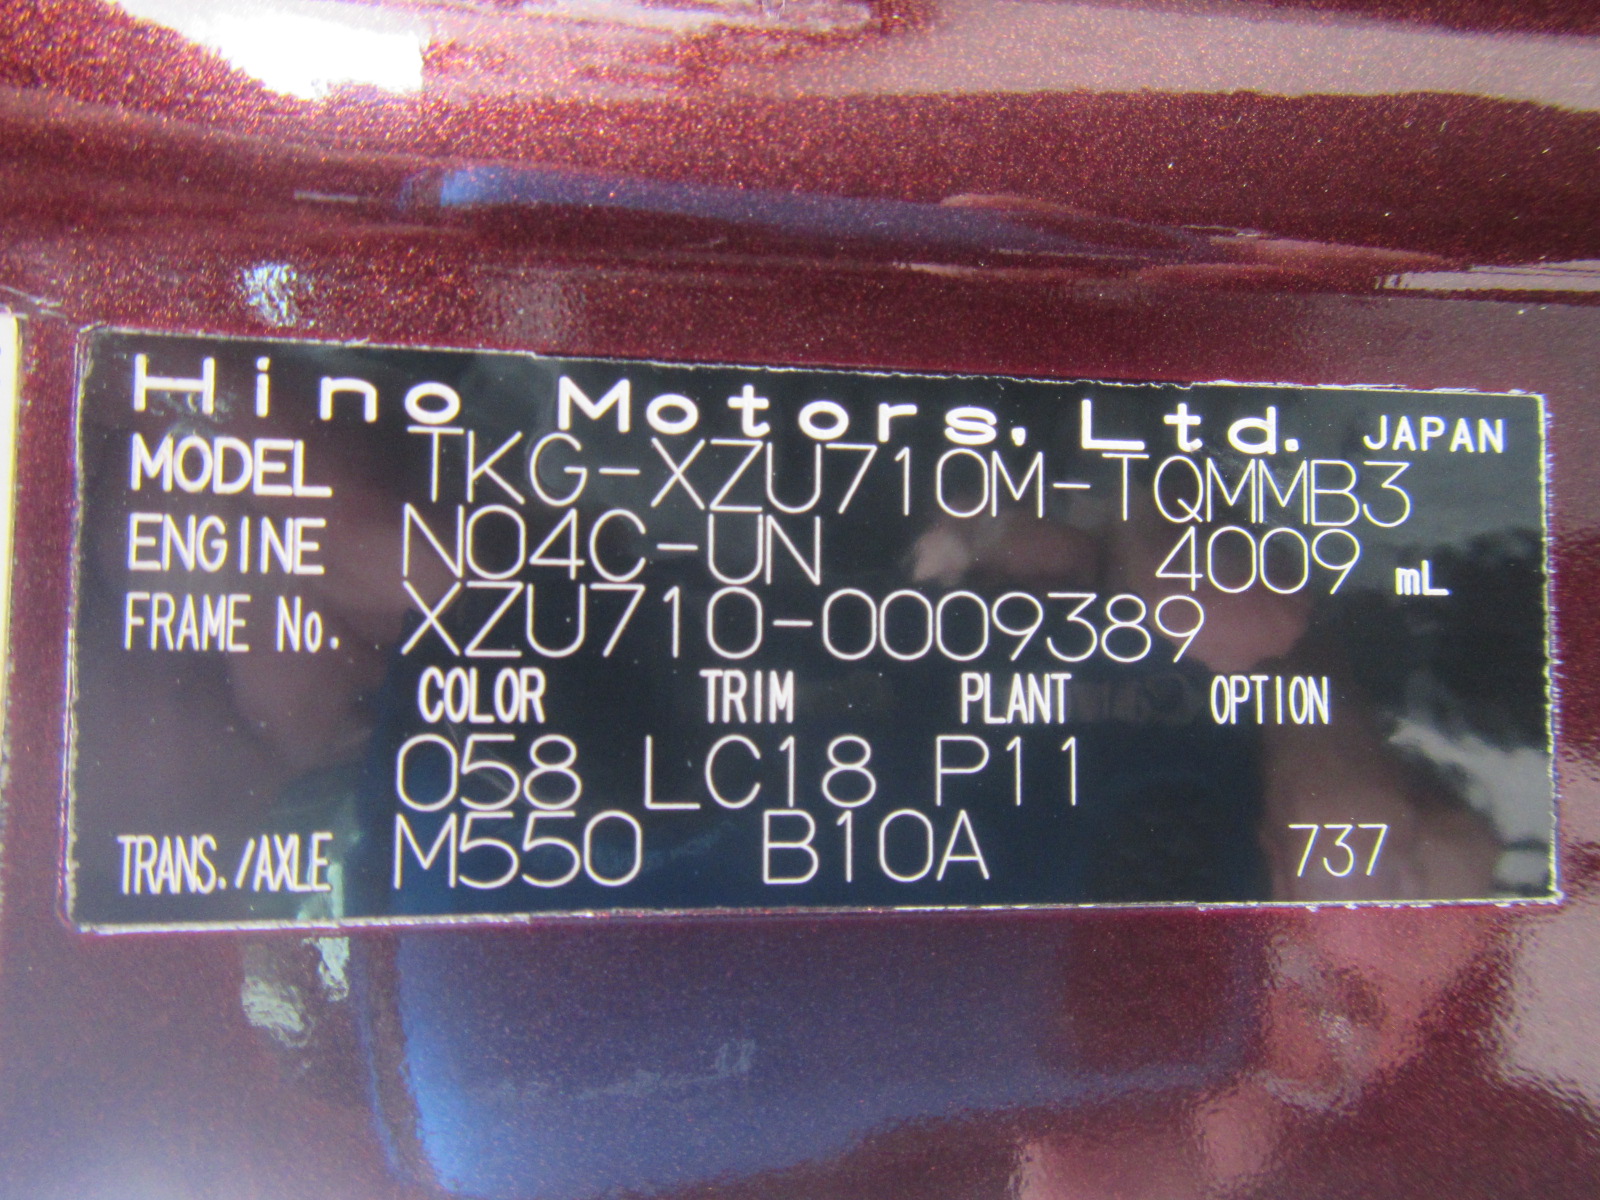 Hino Motors, Ltd. JAPAN
MODEL TKG-XZU710M-TQMMB3
ENGINE N04C-UN 4009 mL
FRAME No. XZU710-0009389
COLOR TRIM PLANT OPTION
058 LC18 P11
TRANS./AXLE M550 B10A 737